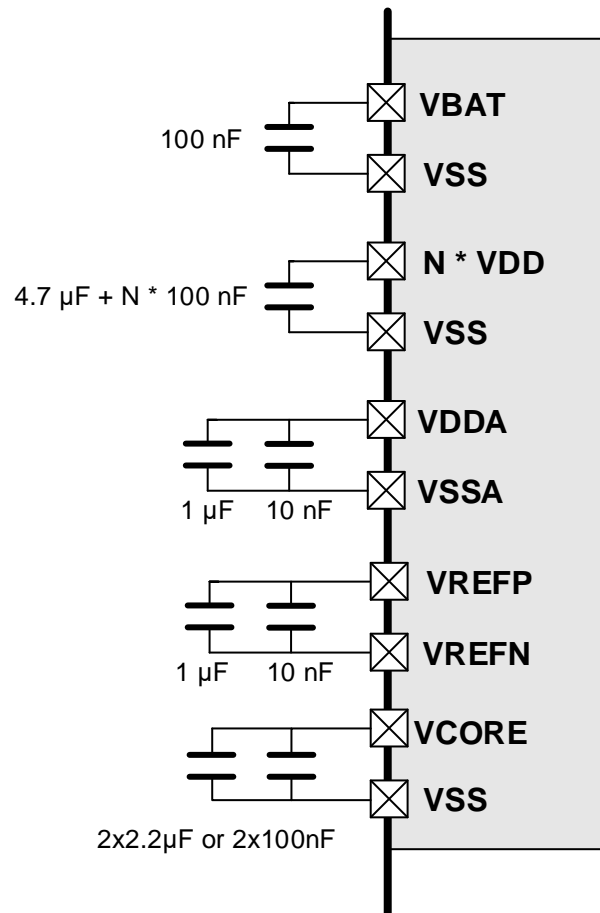 VBAT
100 nF
VSS
N * VDD
4.7 µF + N * 100 nF
VSS
VDDA
VSSA
1 µF 10 nF
VREFP
VREFN
1 µF 10 nF
VCORE
VSS
2x2.2µF or 2x100nF